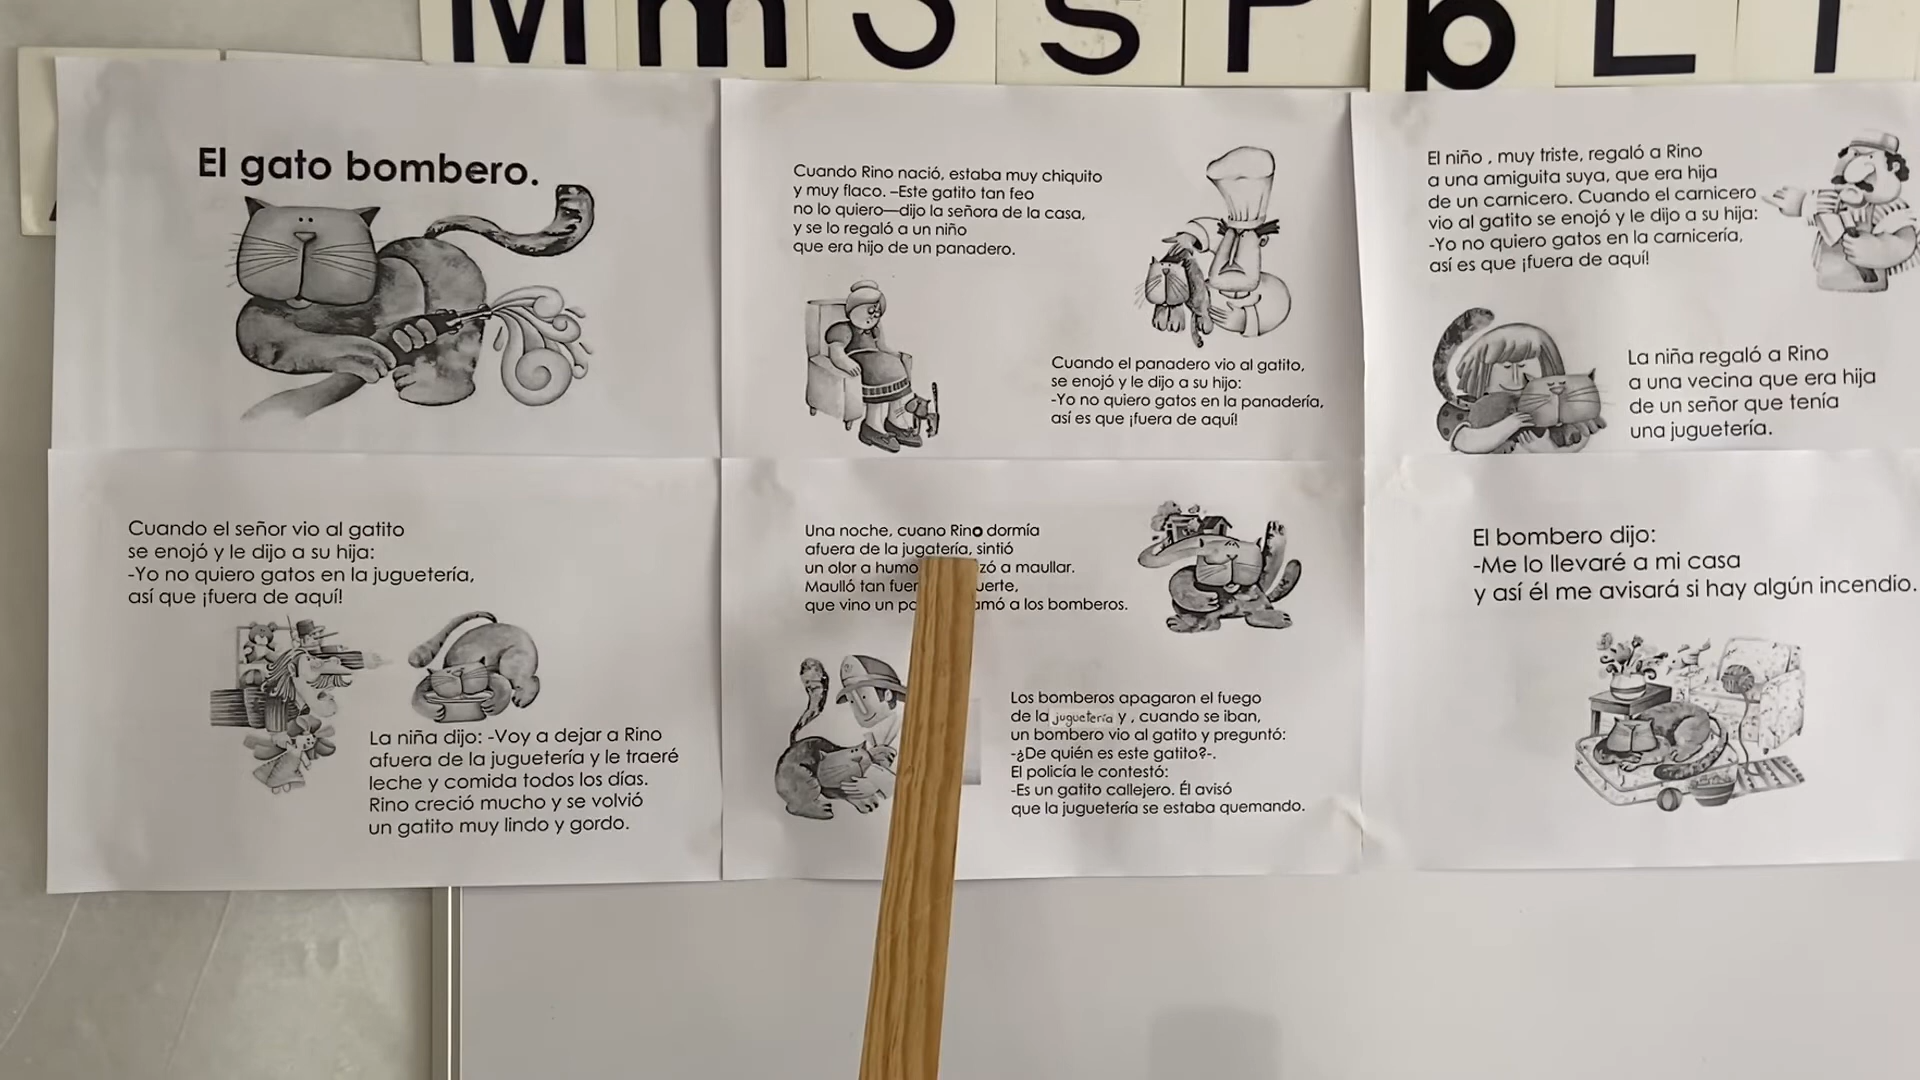 M m S s P b L l
El gato bombero.
Cuando Rino nació, estaba muy chiquito
y muy flaco. –Este gatito tan feo
no lo quiero—dijo la señora de la casa,
y se lo regaló a un niño
que era hijo de un panadero.
Cuando el panadero vio al gatito,
se enojó y le dijo a su hijo:
-Yo no quiero gatos en la panadería,
así es que ¡fuera de aquí!
El niño , muy triste, regaló a Rino
a una amiguita suya, que era hija
de un carnicero. Cuando el carnicero
vio al gatito se enojó y le dijo a su hija:
-Yo no quiero gatos en la carnicería,
así es que ¡fuera de aquí!
La niña regaló a Rino
a una vecina que era hija
de un señor que tenía
una juguetería.
Cuando el señor vio al gatito
se enojó y le dijo a su hija:
-Yo no quiero gatos en la juguetería,
así que ¡fuera de aquí!
La niña dijo: -Voy a dejar a Rino
afuera de la juguetería y le traeré
leche y comida todos los días.
Rino creció mucho y se volvió
un gatito muy lindo y gordo.
Una noche, cuano Rino dormía
afuera de la jugatería, sintió
un olor a humo a maullar.
Maulló tan
que vino un a los bomberos.
Los bomberos apagaron el fuego
de la juguetería y , cuando se iban,
un bombero vio al gatito y preguntó:
-¿De quién es este gatito?-.
El policía le contestó:
-Es un gatito callejero. Él avisó
que la juguetería se estaba quemando.
El bombero dijo:
-Me lo llevaré a mi casa
y así él me avisará si hay algún incendio.